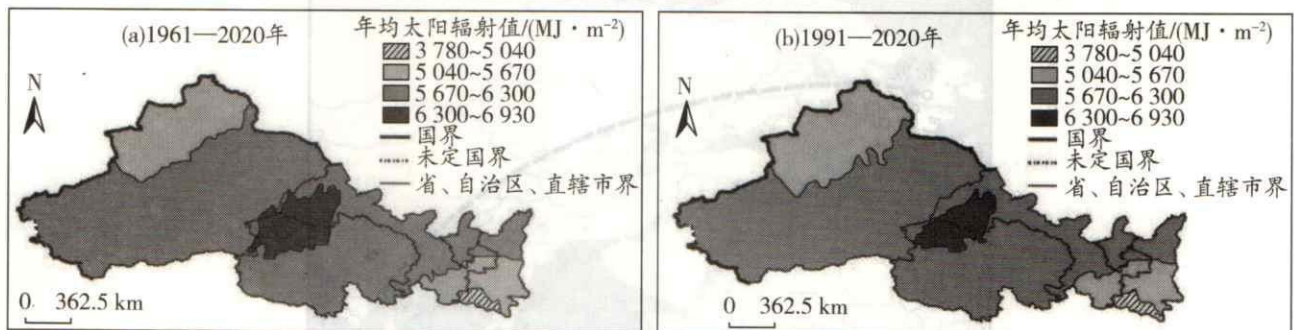 (a)1961—2020年
年均太阳辐射值/(MJ · m⁻²)
3 780~5 040
5 040~5 670
5 670~6 300
6 300~6 930
国界
未定国界
省、自治区、直辖市界
N
0. 362.5 km
(b)1991—2020年
年均太阳辐射值/(MJ · m⁻²)
3 780~5 040
5 040~5 670
5 670~6 300
6 300~6 930
国界
未定国界
省、自治区、直辖市界
N
0 362.5 km